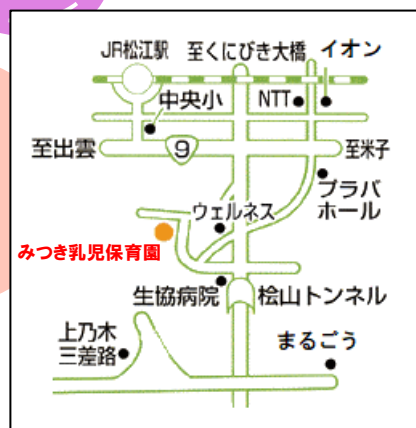 JR松江駅 至くにびき大橋 イオン
中央小 NTT
至出雲 9 至米子
プラバ
ホール
ウェルネス
みつき乳児保育園
生協病院 桧山トンネル
上乃木
三差路
まるごう